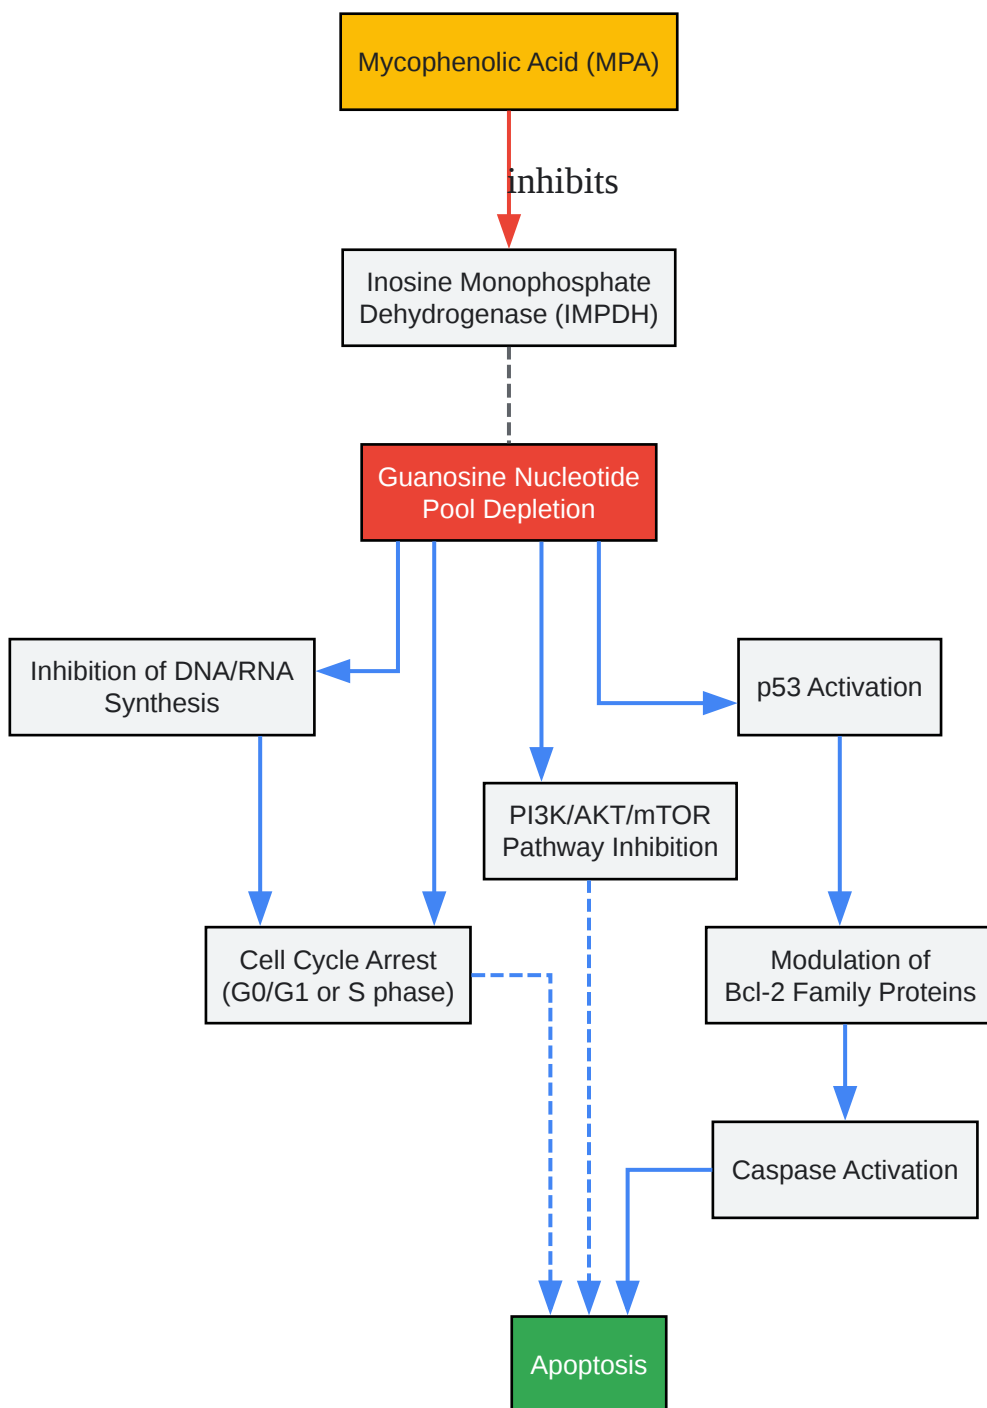 Mycophenolic Acid (MPA)
inhibits
Inosine Monophosphate
Dehydrogenase (IMPDH)
Guanosine Nucleotide
Pool Depletion
Inhibition of DNA/RNA
Synthesis
p53 Activation
PI3K/AKT/mTOR
Pathway Inhibition
Cell Cycle Arrest
(G0/G1 or S phase)
Modulation of
Bcl-2 Family Proteins
Caspase Activation
Apoptosis